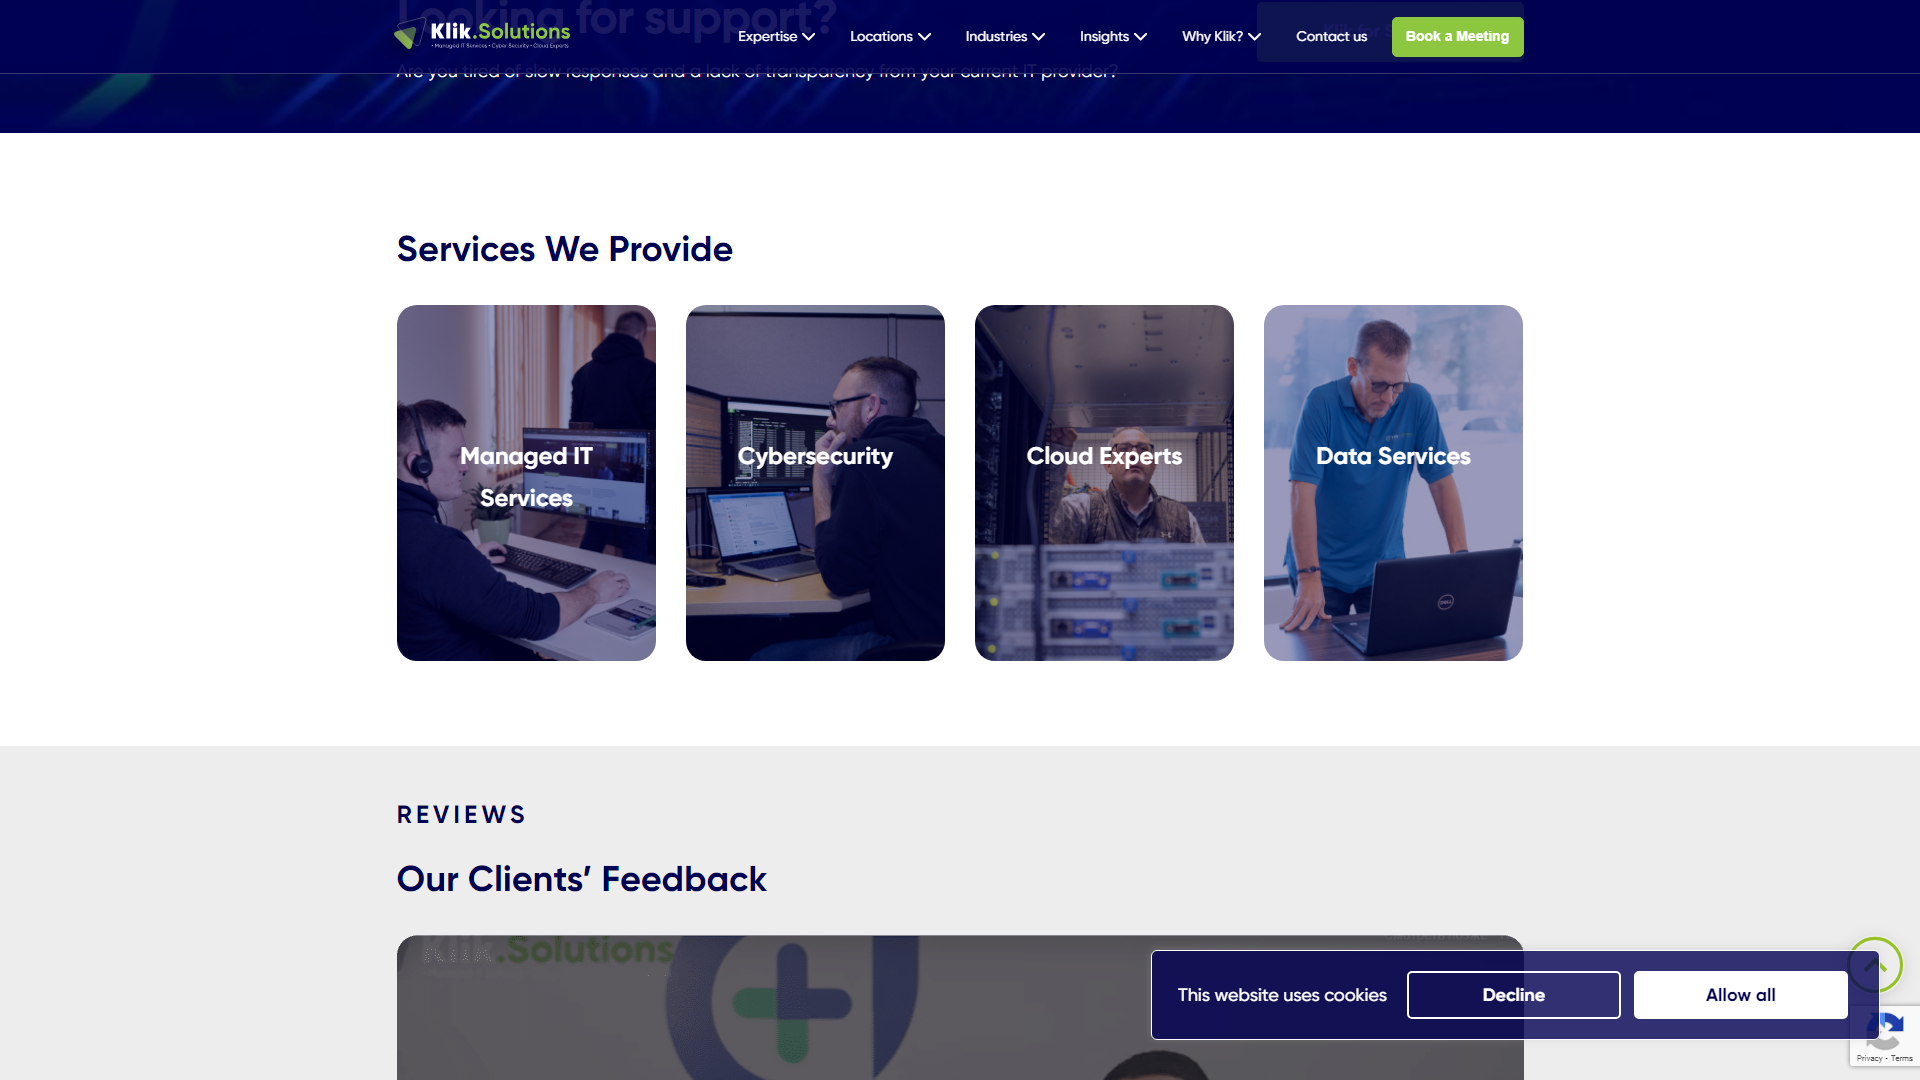 Looking for support?
Klik.Solutions
• Managed IT Services • Cyber Security • Cloud Experts
Expertise
Locations
Industries
Insights
Why Klik?
Contact us
Book a Meeting
Are you tired of slow responses and a lack of transparency from your current IT provider?
Services We Provide
Managed IT
Services
Cybersecurity
Cloud Experts
Data Services
DELL
REVIEWS
Our Clients’ Feedback
Klik.Solutions
This website uses cookies
Decline
Allow all
Privacy - Terms